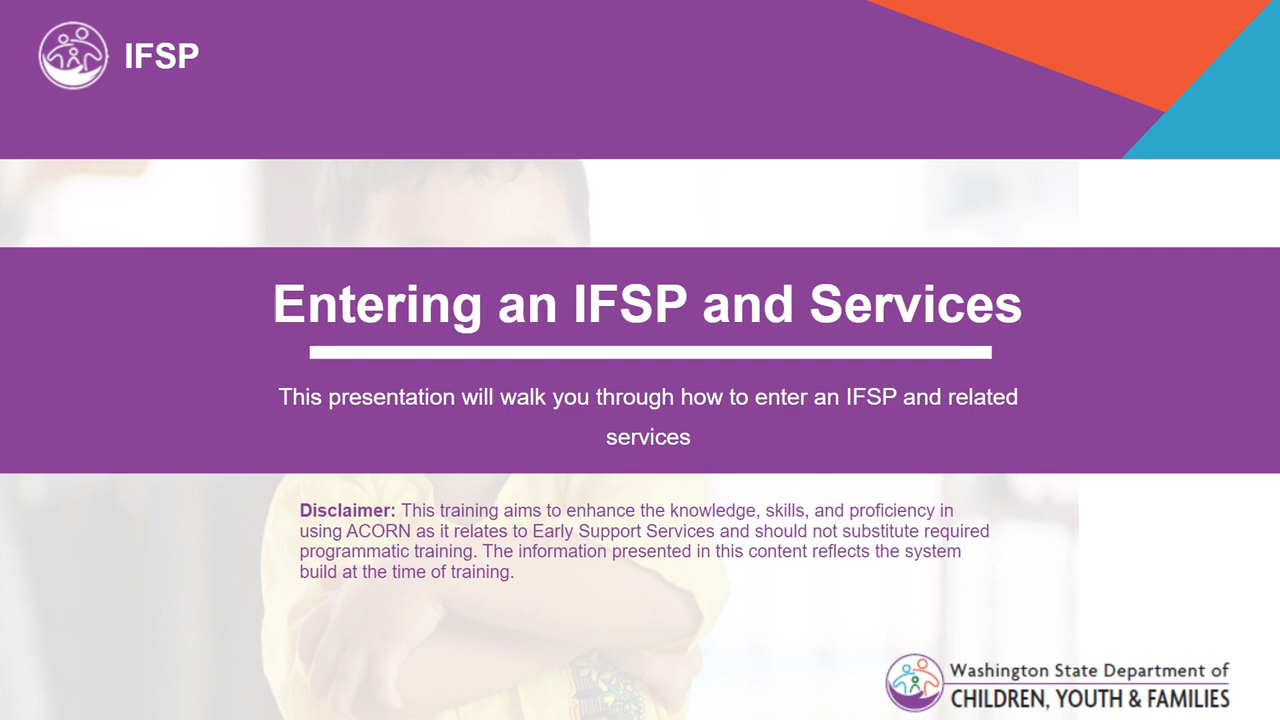 IFSP
Entering an IFSP and Services
This presentation will walk you through how to enter an IFSP and related
services
Disclaimer: This training aims to enhance the knowledge, skills, and proficiency in
using ACORN as it relates to Early Support Services and should not substitute required
programmatic training. The information presented in this content reflects the system
build at the time of training.
Washington State Department of
CHILDREN, YOUTH & FAMILIES